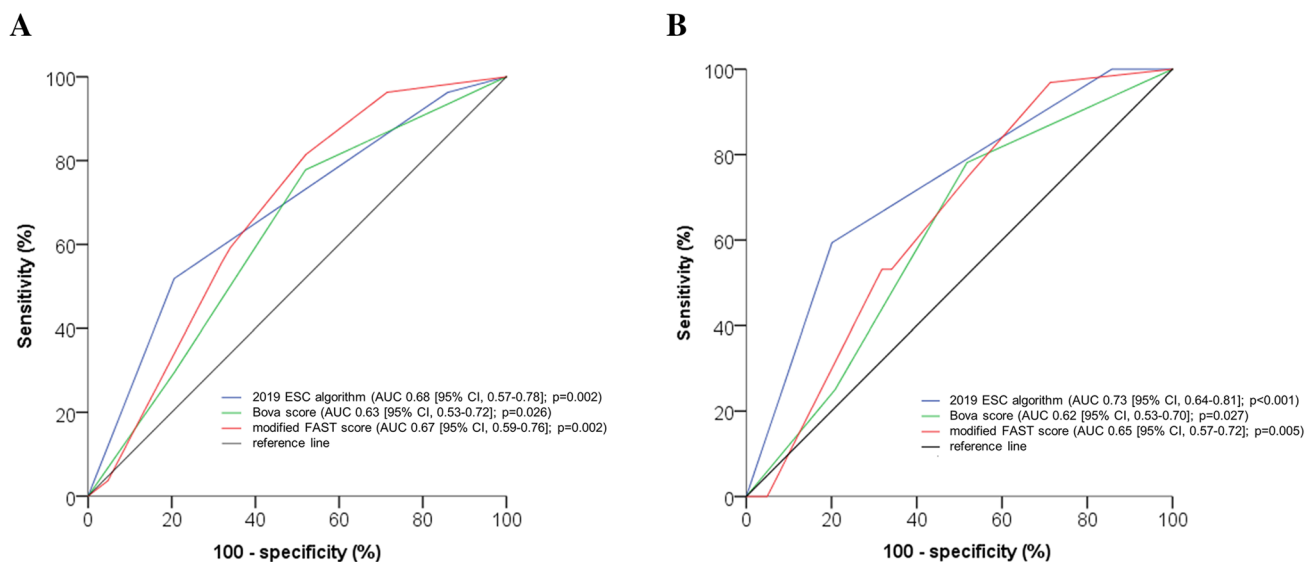 A
100
80
60
40
20
0
Sensitivity (%)
0 20 40 60 80 100
100 - specificity (%)
2019 ESC algorithm (AUC 0.68 [95% CI, 0.57-0.78]; p=0.002)
Bova score (AUC 0.63 [95% CI, 0.53-0.72]; p=0.026)
modified FAST score (AUC 0.67 [95% CI, 0.59-0.76]; p=0.002)
reference line
B
100
80
60
40
20
0
Sensitivity (%)
0 20 40 60 80 100
100 - specificity (%)
2019 ESC algorithm (AUC 0.73 [95% CI, 0.64-0.81]; p<0.001)
Bova score (AUC 0.62 [95% CI, 0.53-0.70]; p=0.027)
modified FAST score (AUC 0.65 [95% CI, 0.57-0.72]; p=0.005)
reference line